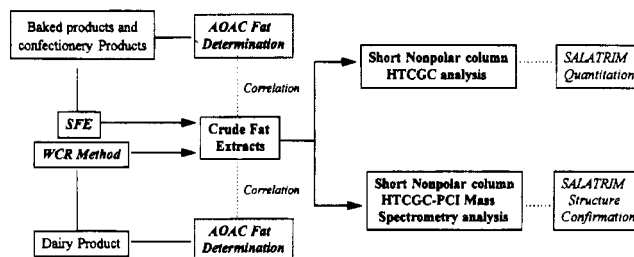 Baked products and
confectionery Products
AOAC Fat
Determination
Correlation
SFE
WCR Method
Crude Fat
Extracts
Correlation
Dairy Product
AOAC Fat
Determination
Short Nonpolar column
HTCGC analysis
SALATRIM
Quantitation
Short Nonpolar column
HTCGC-PCI Mass
Spectrometry analysis
SALATRIM
Structure
Confirmation